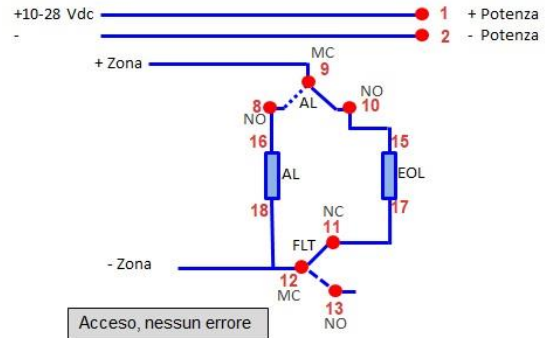 +10-28 Vdc 1 + Potenza
- 2 - Potenza
+ Zona MC
9
8 AL NO
NO 10
16 15
AL EOL
18 17
NC
FLT 11
- Zona
12
MC 13
NO
Acceso, nessun errore